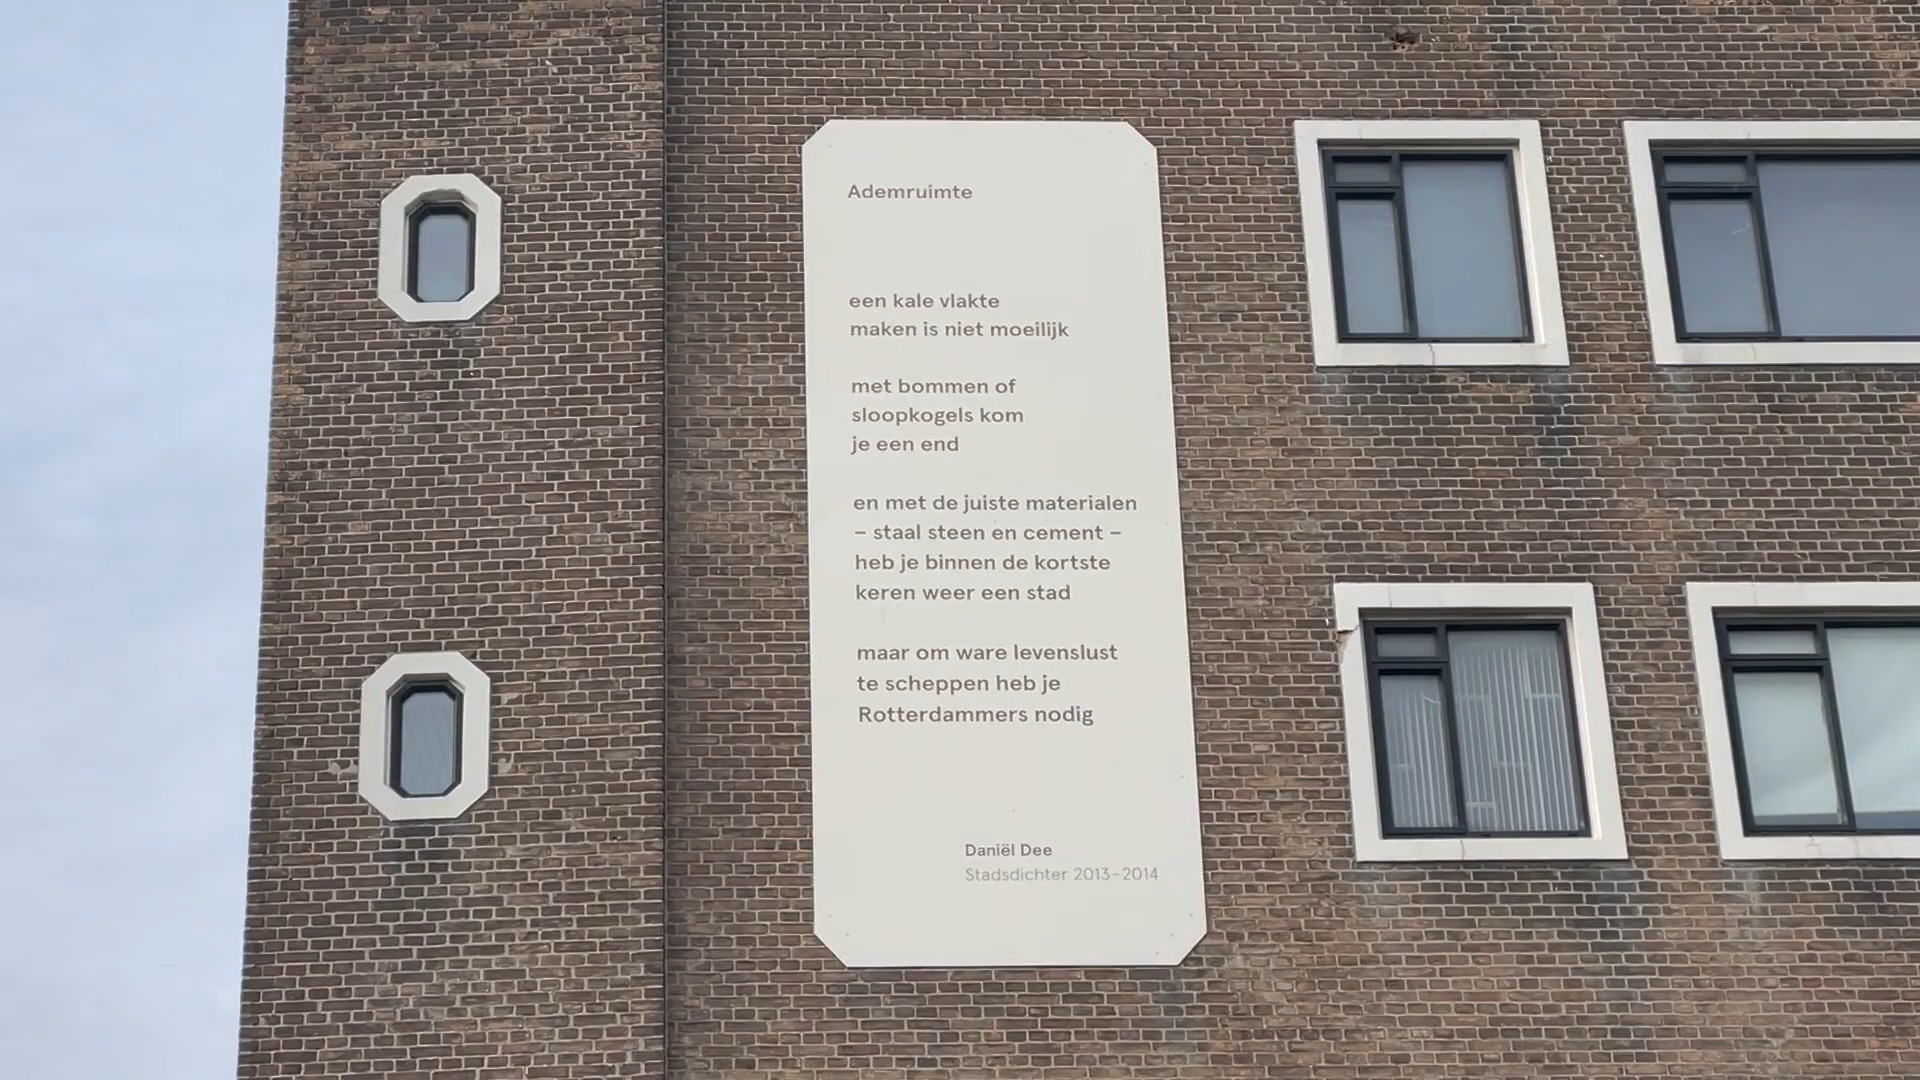 Ademruimte
een kale vlakte
maken is niet moeilijk
met bommen of
sloopkogels kom
je een end
en met de juiste materialen
– staal steen en cement –
heb je binnen de kortste
keren weer een stad
maar om ware levenslust
te scheppen heb je
Rotterdammers nodig
Daniël Dee
Stadsdichter 2013–2014